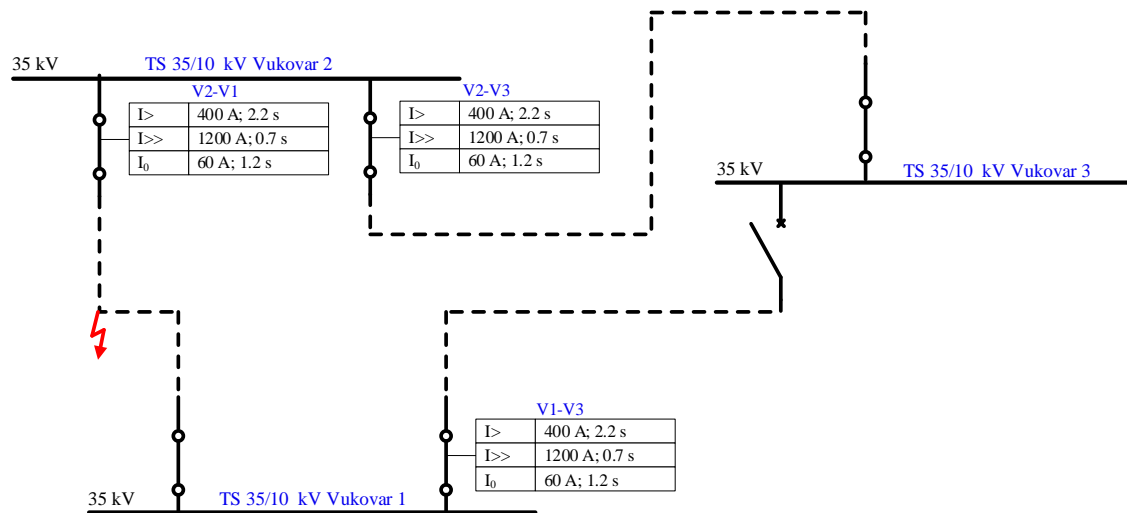 35 kV TS 35/10 kV Vukovar 2
V2-V1
I> 400 A; 2.2 s
I>> 1200 A; 0.7 s
I0 60 A; 1.2 s
V2-V3
I> 400 A; 2.2 s
I>> 1200 A; 0.7 s
I0 60 A; 1.2 s
35 kV TS 35/10 kV Vukovar 3
V1-V3
I> 400 A; 2.2 s
I>> 1200 A; 0.7 s
I0 60 A; 1.2 s
35 kV TS 35/10 kV Vukovar 1